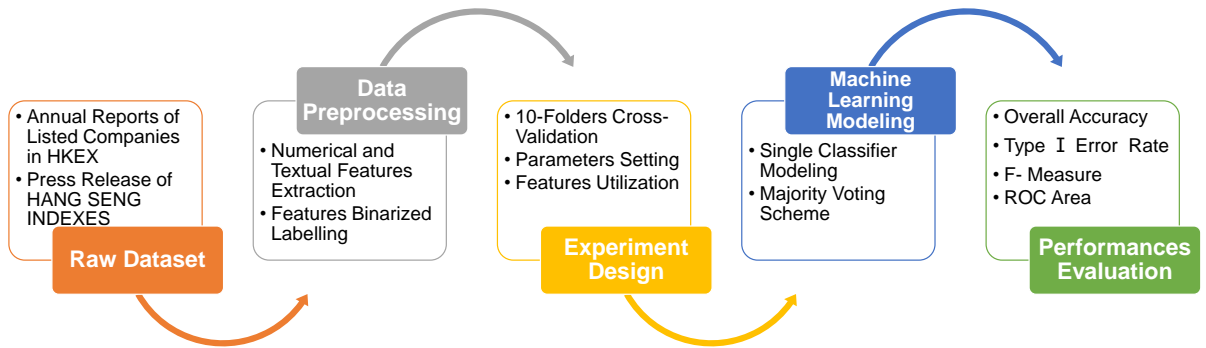 • Annual Reports of
Listed Companies
in HKEX
• Press Release of
HANG SENG
INDEXES
Raw Dataset
Data
Preprocessing
• Numerical and
Textual Features
Extraction
• Features Binarized
Labelling
• 10-Folders Cross-
Validation
• Parameters Setting
• Features Utilization
Experiment
Design
Machine
Learning
Modeling
• Single Classifier
Modeling
• Majority Voting
Scheme
• Overall Accuracy
• Type Ⅰ Error Rate
• F- Measure
• ROC Area
Performances
Evaluation